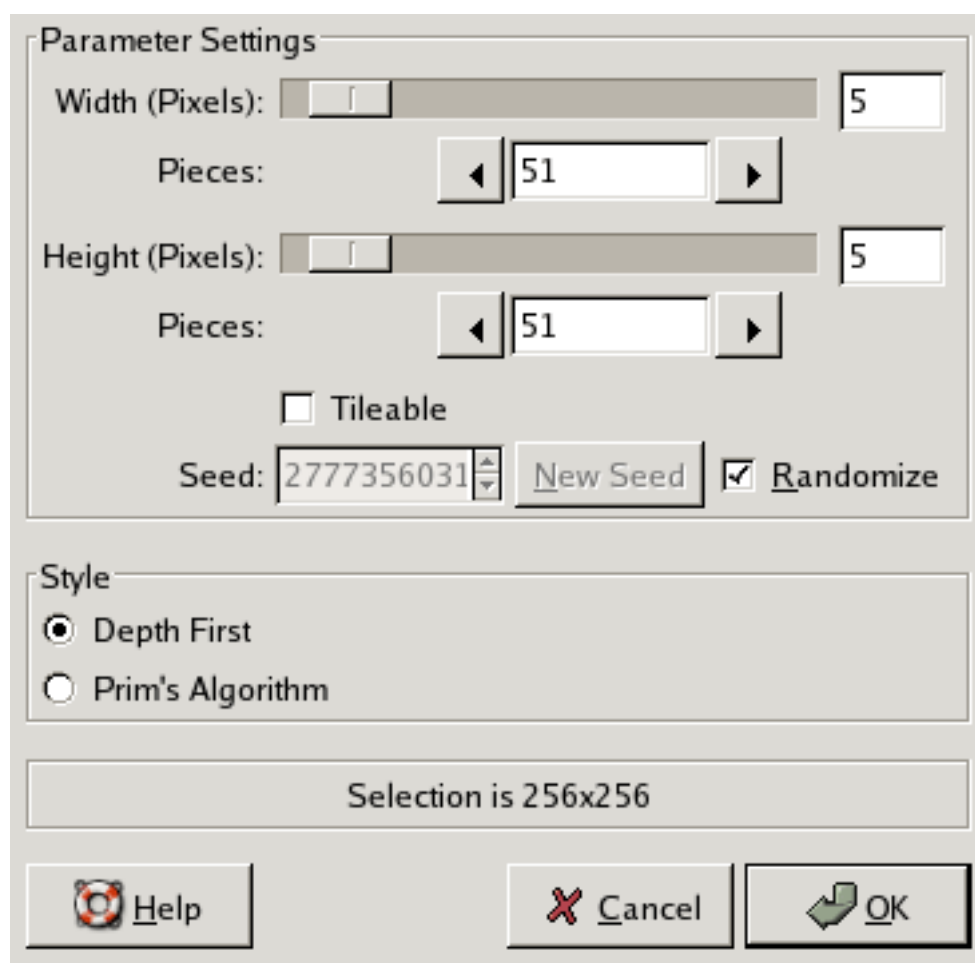 Parameter Settings
Width (Pixels): 5
Pieces: 51
Height (Pixels): 5
Pieces: 51
Tileable
Seed: 2777356031 New Seed Randomize
Style
Depth First
Prim's Algorithm
Selection is 256x256
Help Cancel OK